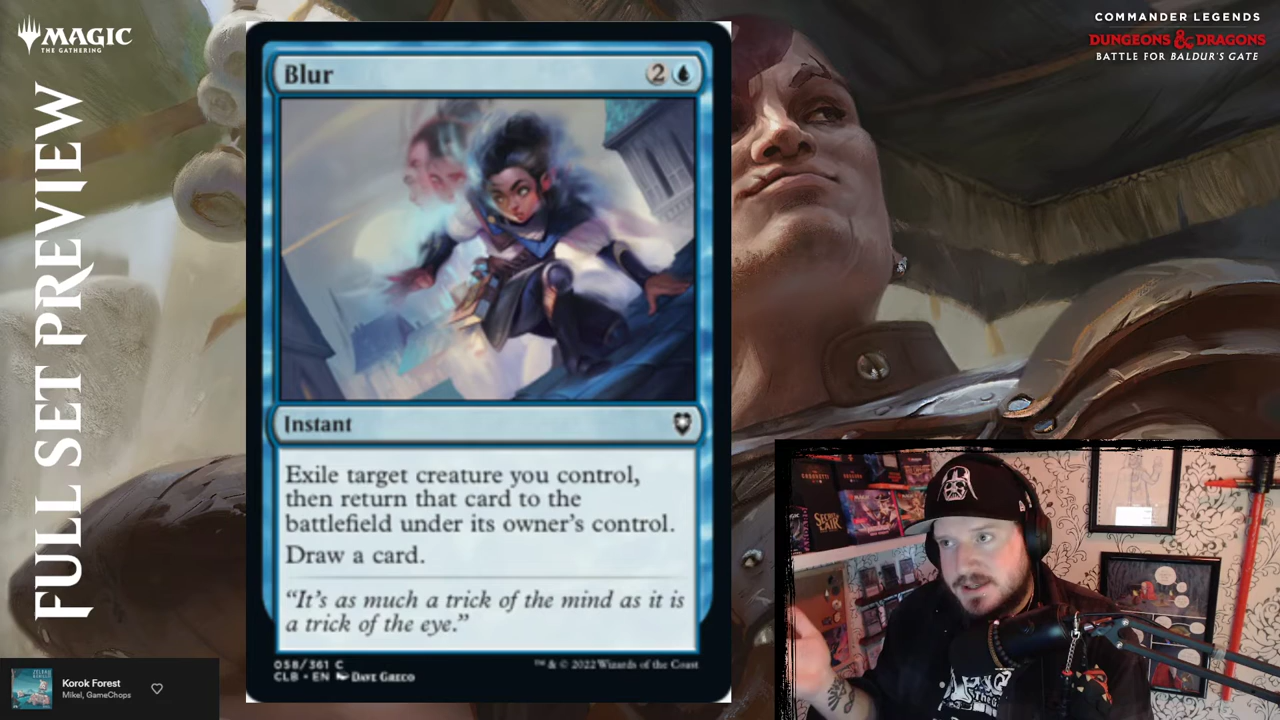 MAGIC
THE GATHERING
FULL SET PREVIEW
COMMANDER LEGENDS
DUNGEONS & DRAGONS
BATTLE FOR BALDUR'S GATE
Blur
2
Instant
Exile target creature you control,
then return that card to the
battlefield under its owner's control.
Draw a card.
"It's as much a trick of the mind as it is
a trick of the eye."
058/361 C
CLB • EN DAVE GRECO
™ & © 2022 Wizards of the Coast
Korok Forest
Mikel, GameChops
SECRET
LAIR